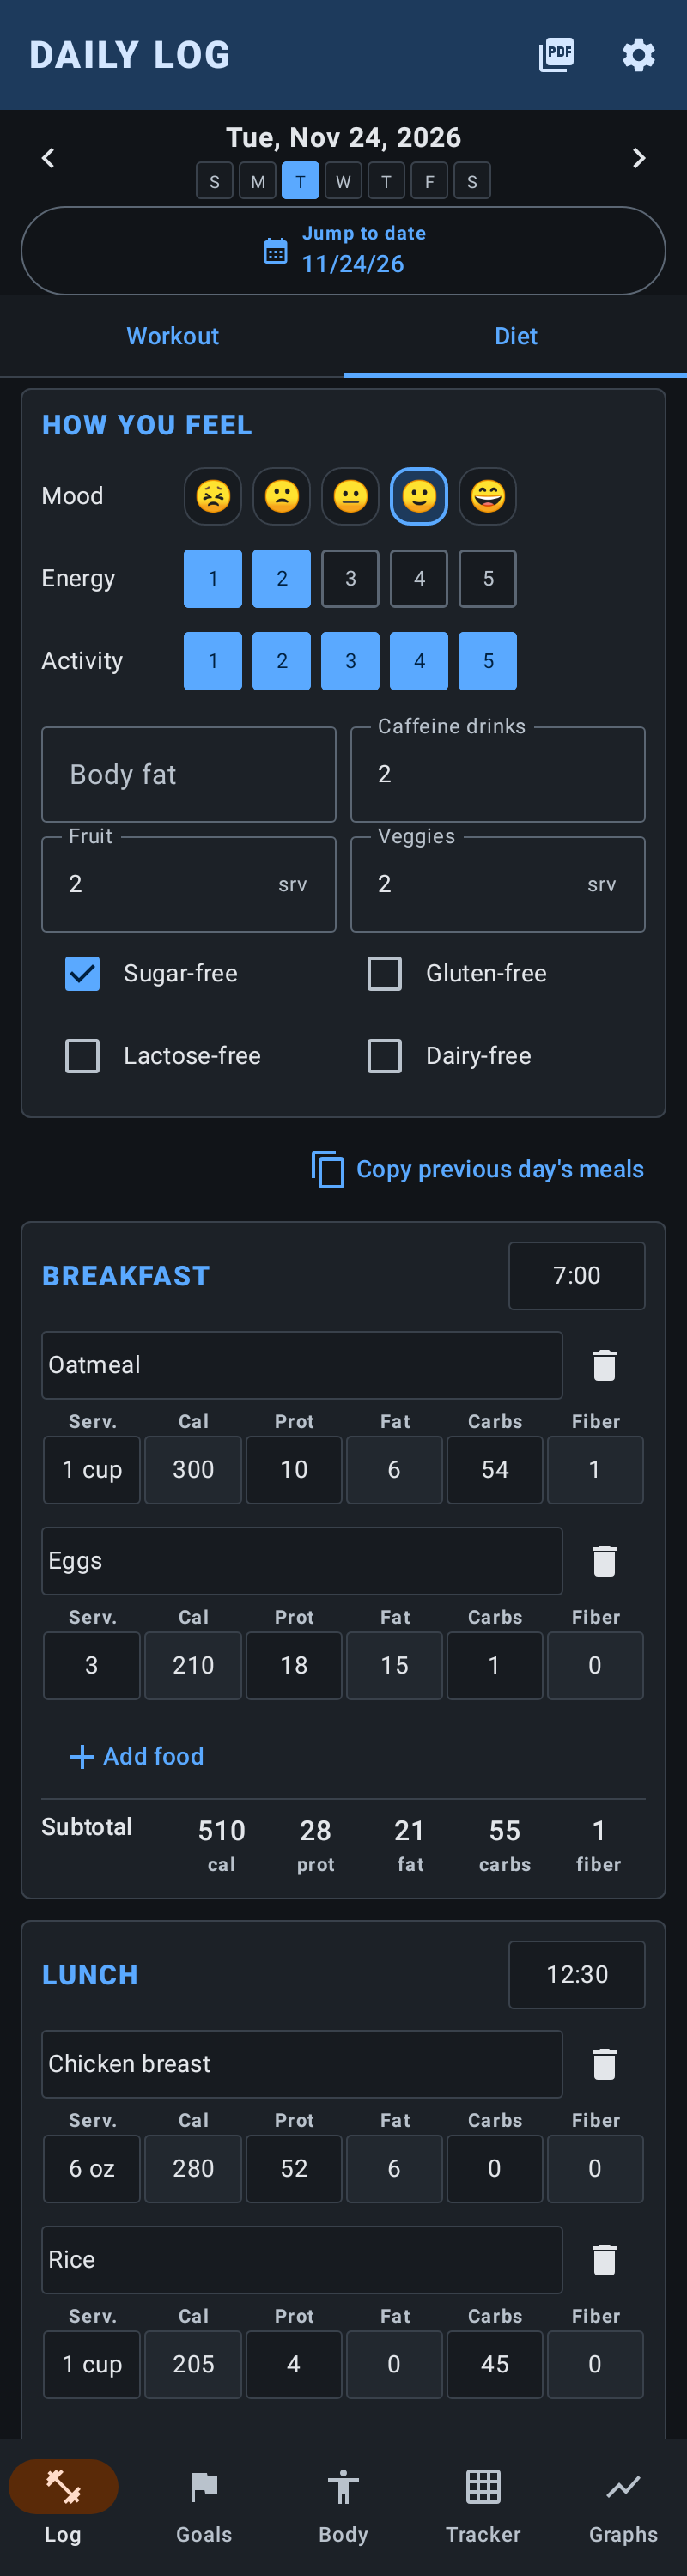 DAILY LOG
PDF
Tue, Nov 24, 2026
S M T W T F S
Jump to date
11/24/26
Workout Diet
HOW YOU FEEL
Mood
Energy 1 2 3 4 5
Activity 1 2 3 4 5
Body fat
Caffeine drinks
2
Fruit Veggies
2 srv 2 srv
Sugar-free Gluten-free
Lactose-free Dairy-free
Copy previous day's meals
BREAKFAST 7:00
Oatmeal
Serv. Cal Prot Fat Carbs Fiber
1 cup 300 10 6 54 1
Eggs
Serv. Cal Prot Fat Carbs Fiber
3 210 18 15 1 0
Add food
Subtotal 510 28 21 55 1
cal prot fat carbs fiber
LUNCH 12:30
Chicken breast
Serv. Cal Prot Fat Carbs Fiber
6 oz 280 52 6 0 0
Rice
Serv. Cal Prot Fat Carbs Fiber
1 cup 205 4 0 45 0
Log Goals Body Tracker Graphs